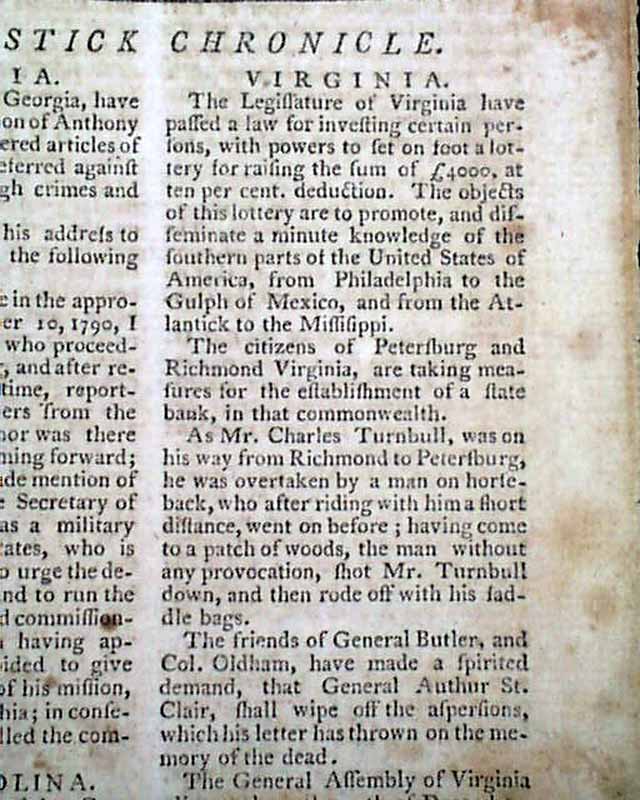 STICK CHRONICLE.
I A.
Georgia, have
on of Anthony
ered articles of
eferred againſt
gh crimes and
his addreſs to
the following
e in the appro-
er 10, 1790, I
who proceed-
, and after re-
time, report-
ers from the
nor was there
ming forward;
ade mention of
e Secretary of
as a military
rates, who is
o urge the de-
nd to run the
d commiſſion-
having ap-
ided to give
of his miſſion,
hia; in conſe-
lled the com-
OLINA.
VIRGINIA.
The Legiſlature of Virginia have
paſſed a law for inveſting certain per-
ſons, with powers to ſet on foot a lot-
tery for raiſing the ſum of £4000, at
ten per cent. deduction. The objects
of this lottery are to promote, and diſ-
ſeminate a minute knowledge of the
ſouthern parts of the United States of
America, from Philadelphia to the
Gulph of Mexico, and from the At-
lantick to the Miſſiſippi.
The citizens of Peterſburg and
Richmond Virginia, are taking mea-
ſures for the eſtabliſhment of a ſtate
bank, in that commonwealth.
As Mr. Charles Turnbull, was on
his way from Richmond to Peterſburg,
he was overtaken by a man on horſe-
back, who after riding with him a ſhort
diſtance, went on before ; having come
to a patch of woods, the man without
any provocation, ſhot Mr. Turnbull
down, and then rode off with his ſad-
dle bags.
The friends of General Butler, and
Col. Oldham, have made a ſpirited
demand, that General Authur St.
Clair, ſhall wipe off the aſperſions,
which his letter has thrown on the me-
mory of the dead.
The General Aſſembly of Virginia